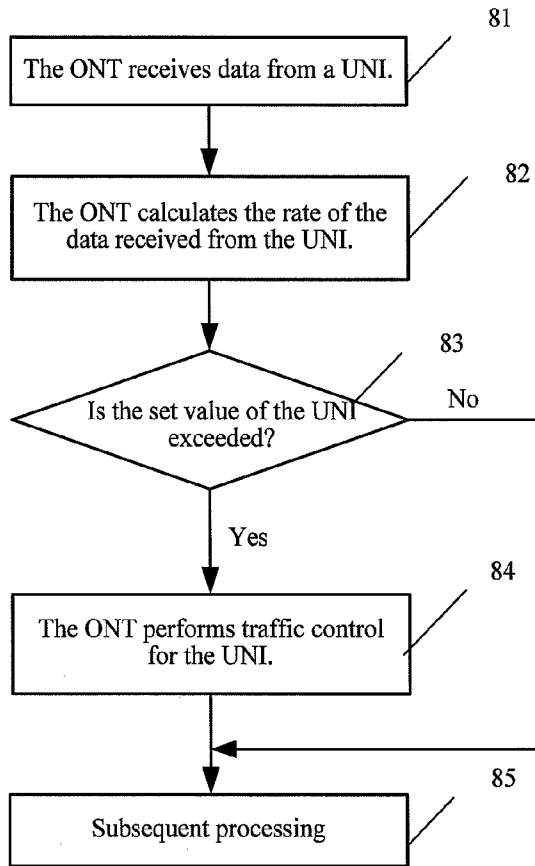 81
The ONT receives data from a UNI.
82
The ONT calculates the rate of the
data received from the UNI.
83
Is the set value of the UNI
exceeded?
No
Yes
84
The ONT performs traffic control
for the UNI.
85
Subsequent processing